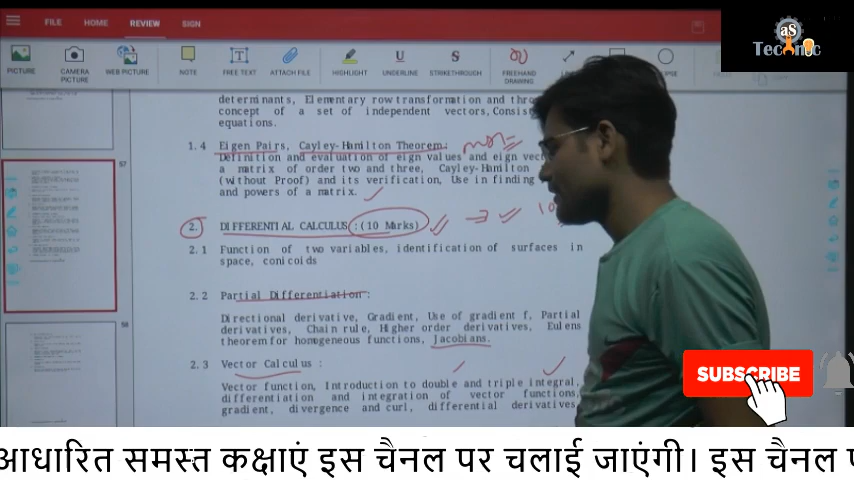 FILE HOME REVIEW SIGN
aS
Tec
PICTURE CAMERA PICTURE WEB PICTURE NOTE FREE TEXT ATTACH FILE HIGHLIGHT UNDERLINE STRIKETHROUGH FREEHAND DRAWING
determinants, Elementary row transformation and
concept of a set of independent vectors,
equations.
57
1.4 Eigen Pairs, Cayley-Hamilton Theorem:
Definition and evaluation of eign values and eign
a matrix of order two and three, Cayley-Hamilton
(without Proof) and its verification, Use in finding
and powers of a matrix.
2. DIFFERENTIAL CALCULUS :(10 Marks)
10
2.1 Function of two variables, identification of surfaces in
space, conicoids
2.2 Partial Differentiation :
Directional derivative, Gradient, Use of gradient f, Partial
derivatives, Chain rule, Higher order derivatives, Eulens
theorem for homogeneous functions, Jacobians.
58
2.3 Vector Calculus :
SUBSCRIBE
Vector function, Introduction to double and triple integral,
differentiation and integration of vector functions,
gradient, divergence and curl, differential derivatives,
आधारित समस्त कक्षाएं इस चैनल पर चलाई जाएंगी। इस चैनल